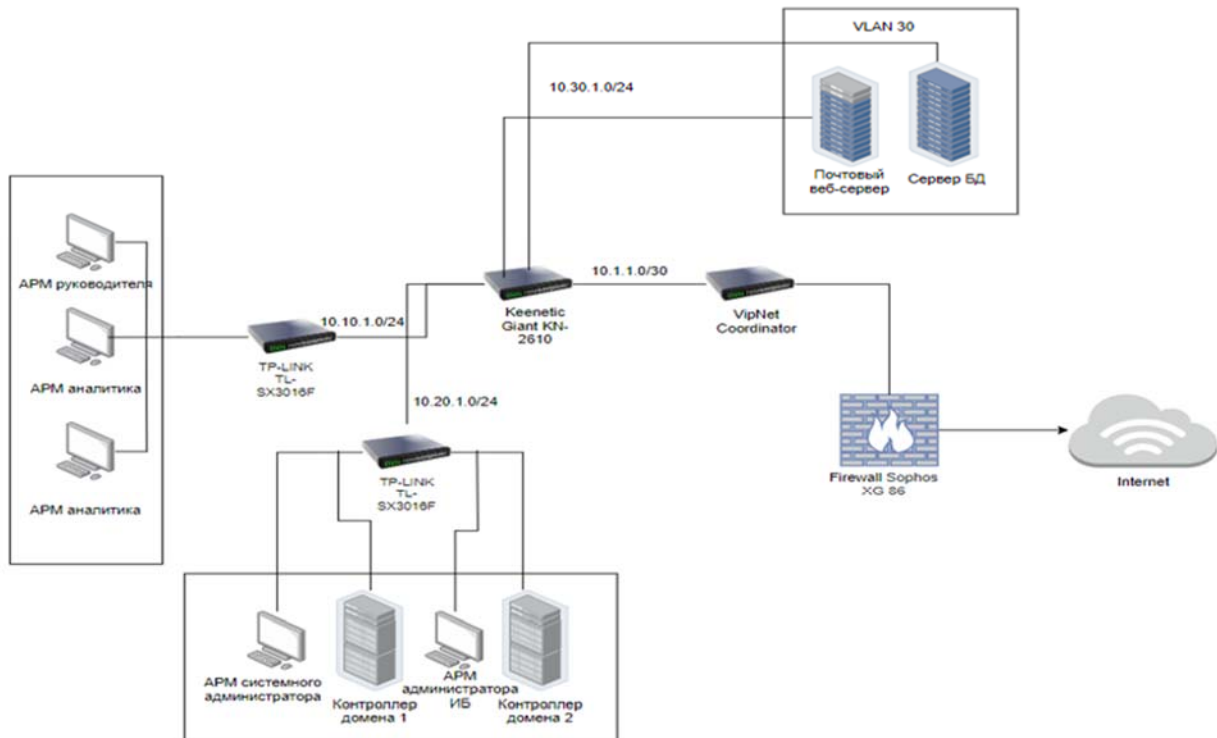 VLAN 30
10.30.1.0/24
Почтовый
веб-сервер
Сервер БД
АРМ руководителя
АРМ аналитика
АРМ аналитика
10.10.1.0/24
TP-LINK
TL-
SX3016F
Keenetic
Giant KN-
2610
10.1.1.0/30
VipNet
Coordinator
10.20.1.0/24
TP-LINK
TL-
SX3016F
Firewall Sophos
XG 86
Internet
АРМ системного
администратора
Контроллер
домена 1
АРМ
администратора
ИБ
Контроллер
домена 2